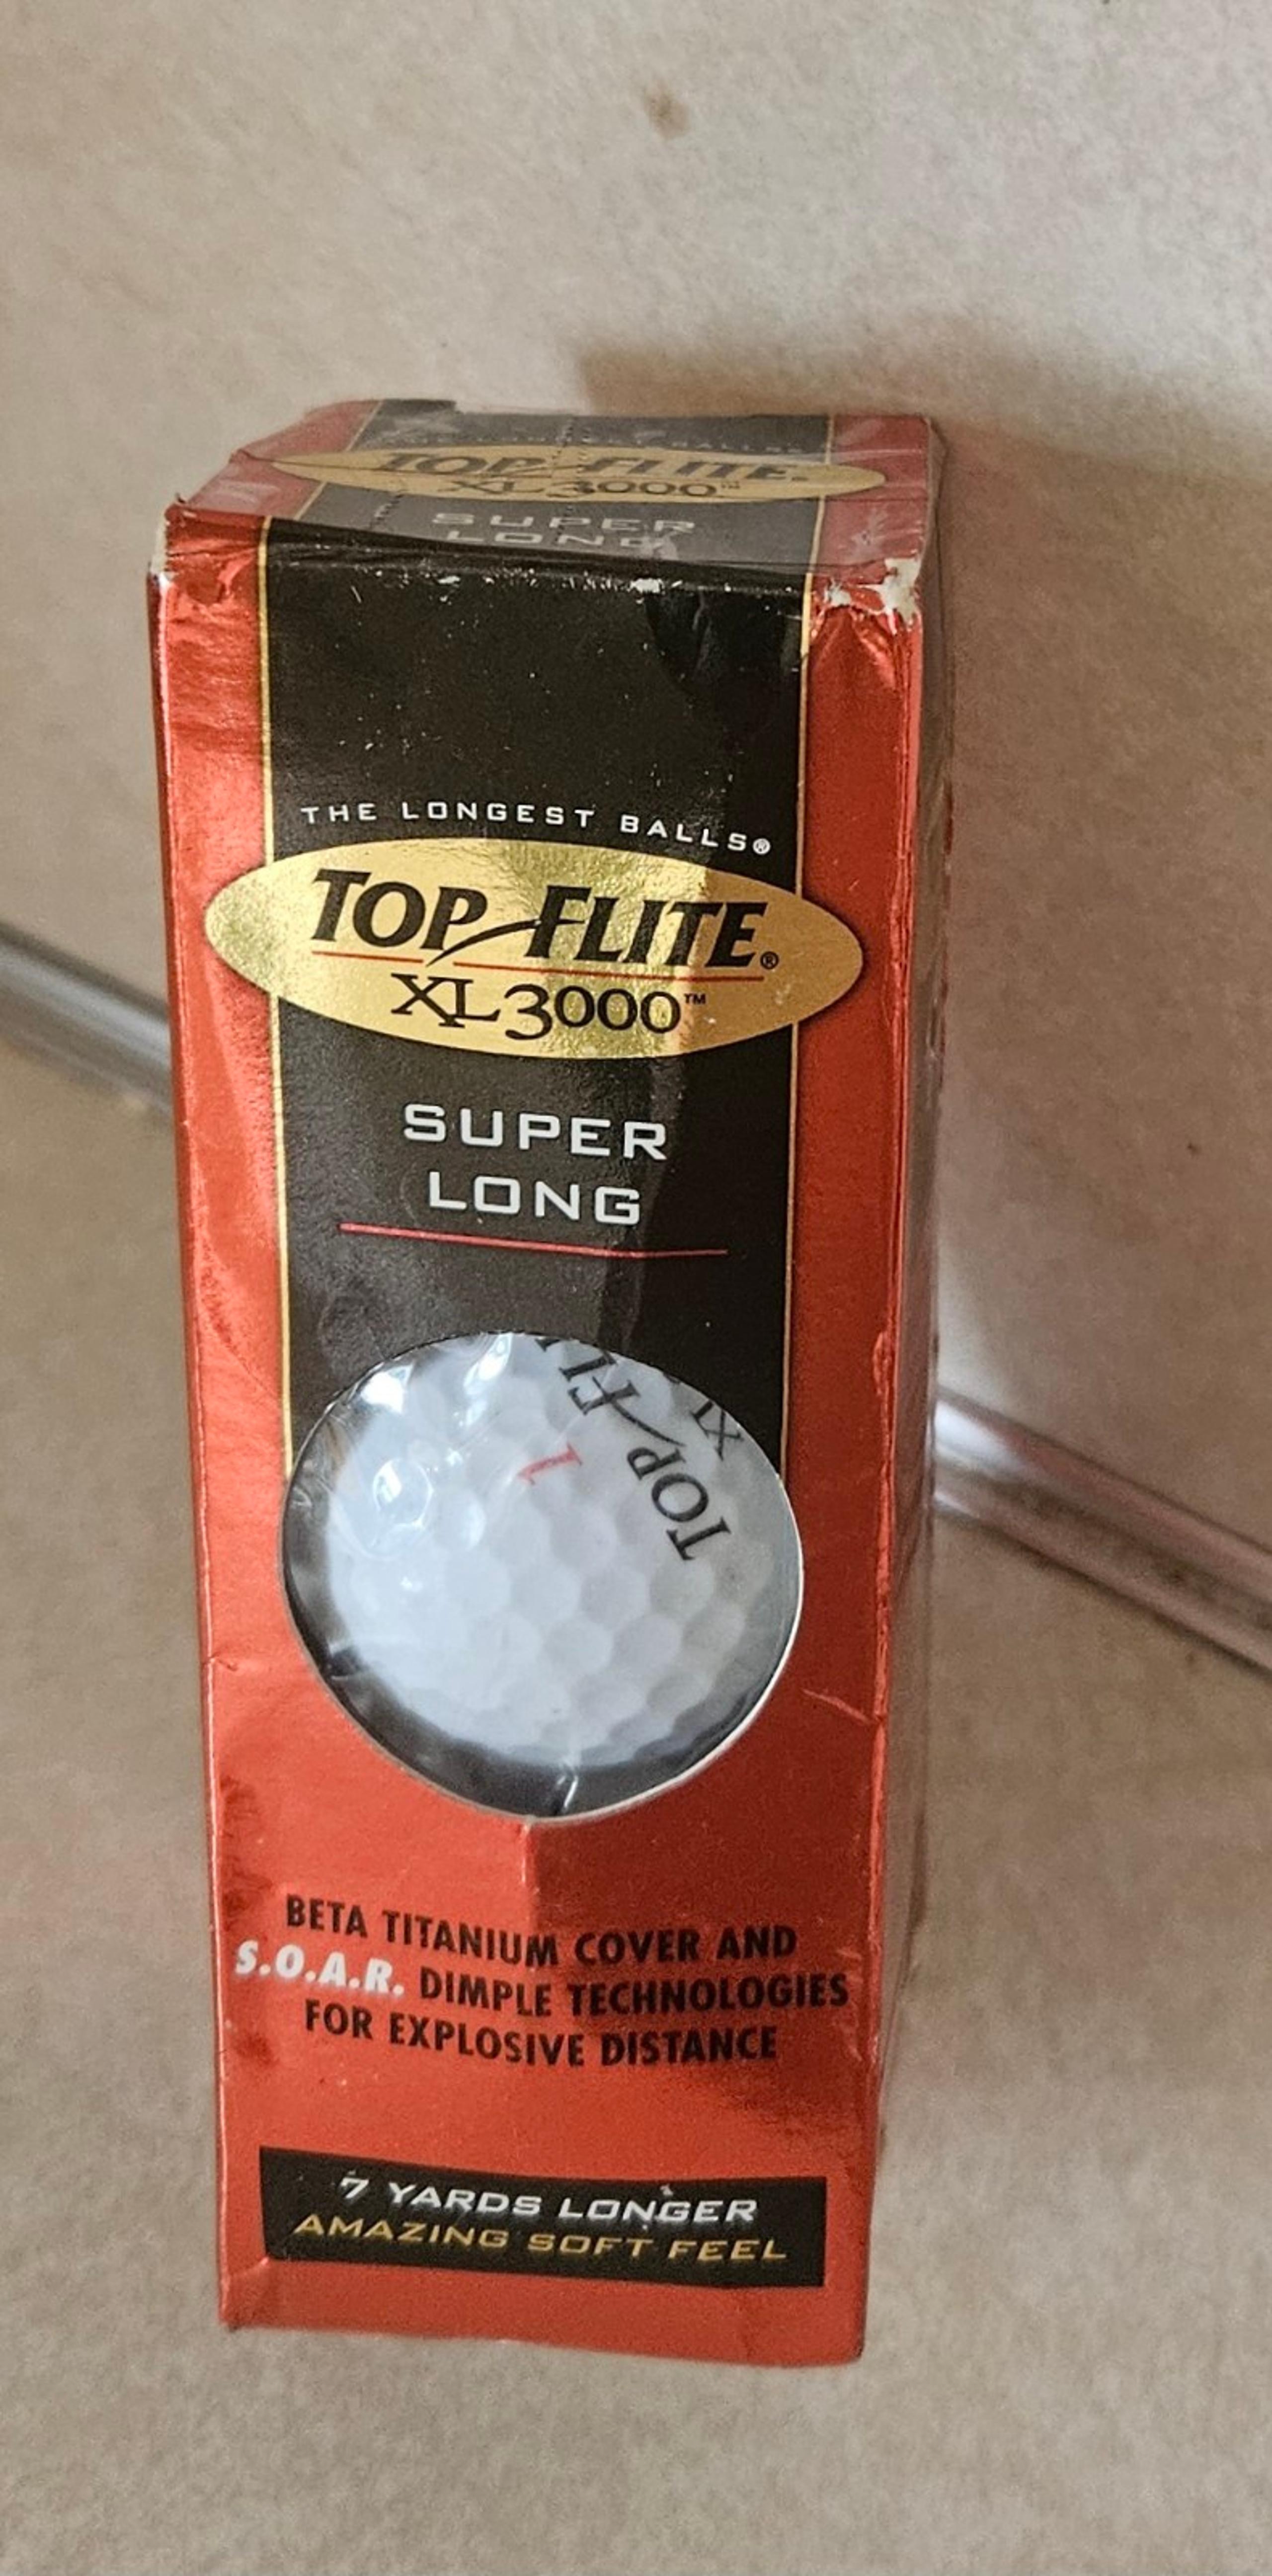 TOP FLITE.
XL3000™
SUPER
LONG
THE LONGEST BALLS®
TOP FLITE®
XL3000™
SUPER
LONG
TOP FLI
XL
1
BETA TITANIUM COVER AND
S.O.A.R. DIMPLE TECHNOLOGIES
FOR EXPLOSIVE DISTANCE
7 YARDS LONGER
AMAZING SOFT FEEL